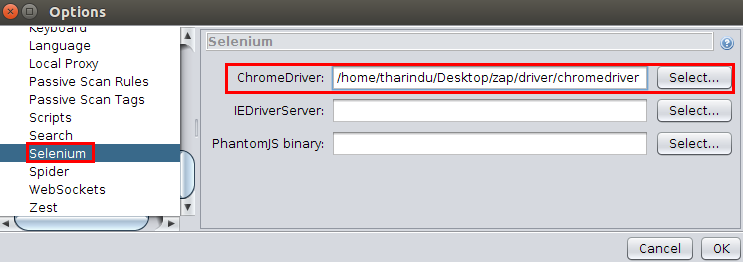 Options
Keyboard
Language
Local Proxy
Passive Scan Rules
Passive Scan Tags
Scripts
Search
Selenium
Spider
WebSockets
Zest
Selenium
ChromeDriver: /home/tharindu/Desktop/zap/driver/chromedriver Select...
IEDriverServer: Select...
PhantomJS binary: Select...
Cancel OK